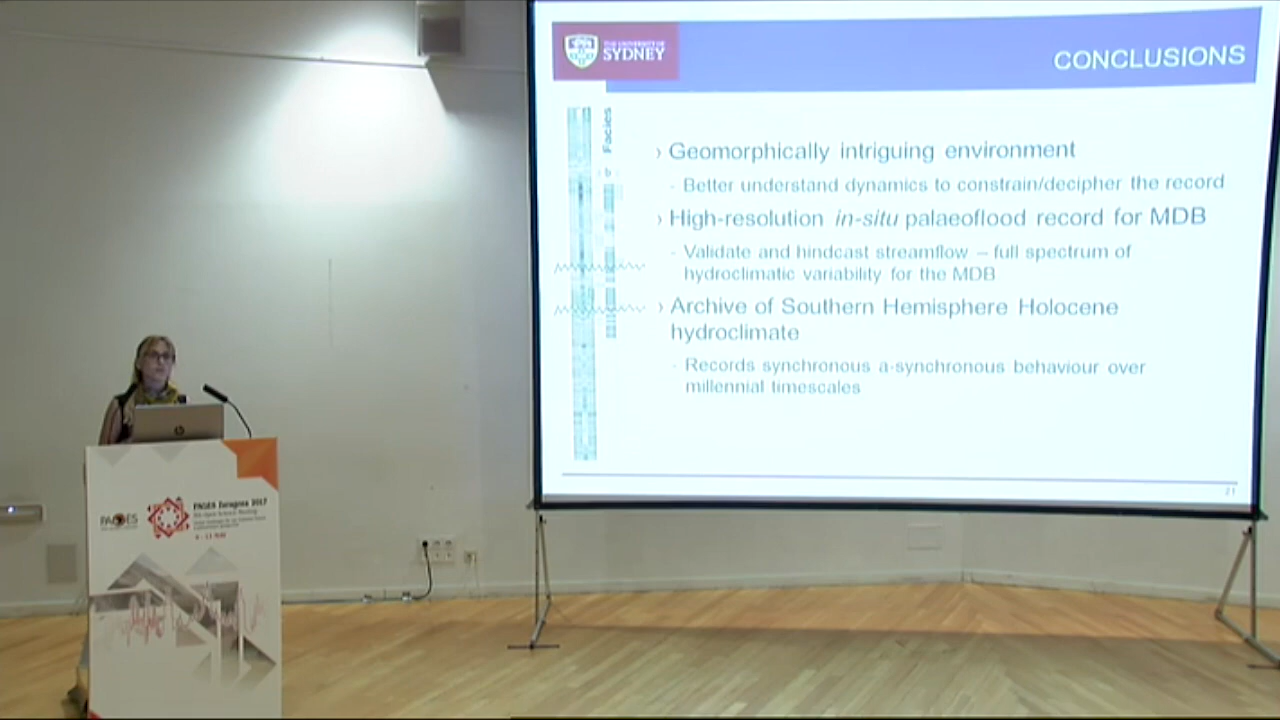 THE UNIVERSITY OF
SYDNEY
CONCLUSIONS
Facies
b
› Geomorphically intriguing environment
- Better understand dynamics to constrain/decipher the record
› High-resolution in-situ palaeoflood record for MDB
- Validate and hindcast streamflow – full spectrum of
hydroclimatic variability for the MDB
› Archive of Southern Hemisphere Holocene
hydroclimate
- Records synchronous a-synchronous behaviour over
millennial timescales
21
hp
PAGES
PAGES Zaragoza 2017